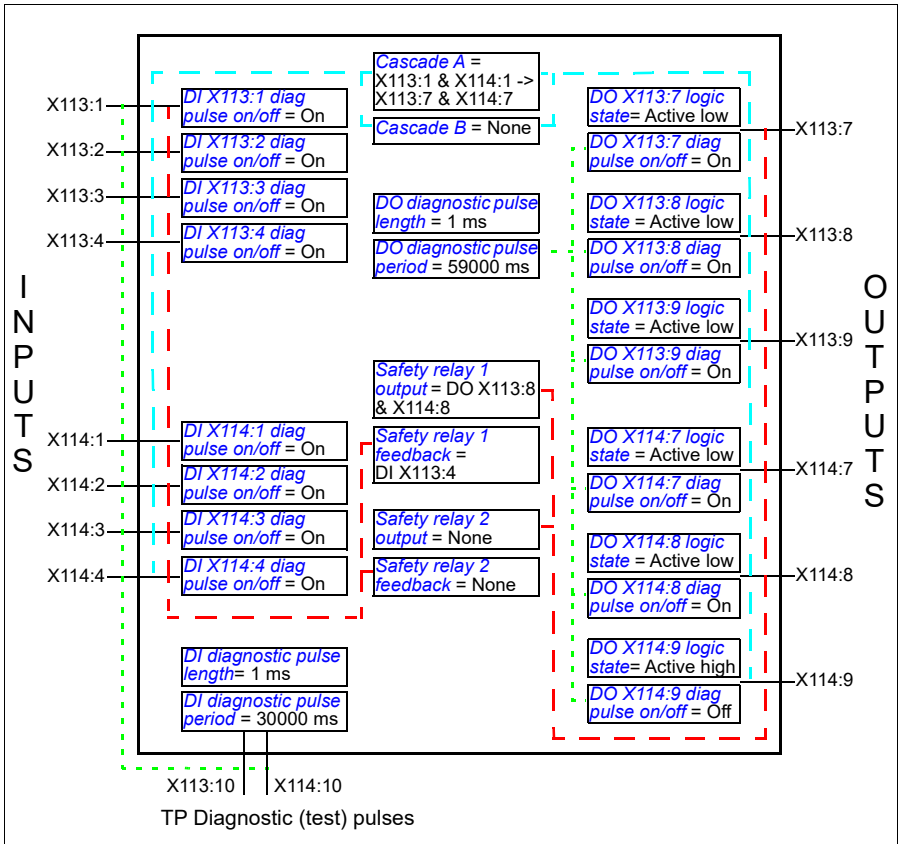 Cascade A =
X113:1 & X114:1 ->
X113:7 & X114:7
Cascade B = None
INPUTS
X113:1
DI X113:1 diag
pulse on/off = On
X113:2
DI X113:2 diag
pulse on/off = On
X113:3
DI X113:3 diag
pulse on/off = On
X113:4
DI X113:4 diag
pulse on/off = On
X114:1
DI X114:1 diag
pulse on/off = On
X114:2
DI X114:2 diag
pulse on/off = On
X114:3
DI X114:3 diag
pulse on/off = On
X114:4
DI X114:4 diag
pulse on/off = On
DI diagnostic pulse
length= 1 ms
DI diagnostic pulse
period = 30000 ms
X113:10
X114:10
TP Diagnostic (test) pulses
DO diagnostic pulse
length = 1 ms
DO diagnostic pulse
period = 59000 ms
Safety relay 1
output = DO X113:8
& X114:8
Safety relay 1
feedback =
DI X113:4
Safety relay 2
output = None
Safety relay 2
feedback = None
DO X113:7 logic
state= Active low
DO X113:7 diag
pulse on/off = On
X113:7
DO X113:8 logic
state = Active low
DO X113:8 diag
pulse on/off = On
X113:8
DO X113:9 logic
state = Active low
DO X113:9 diag
pulse on/off = On
X113:9
DO X114:7 logic
state = Active low
DO X114:7 diag
pulse on/off = On
X114:7
DO X114:8 logic
state = Active low
DO X114:8 diag
pulse on/off = On
X114:8
DO X114:9 logic
state= Active high
DO X114:9 diag
pulse on/off = Off
X114:9
OUTPUTS